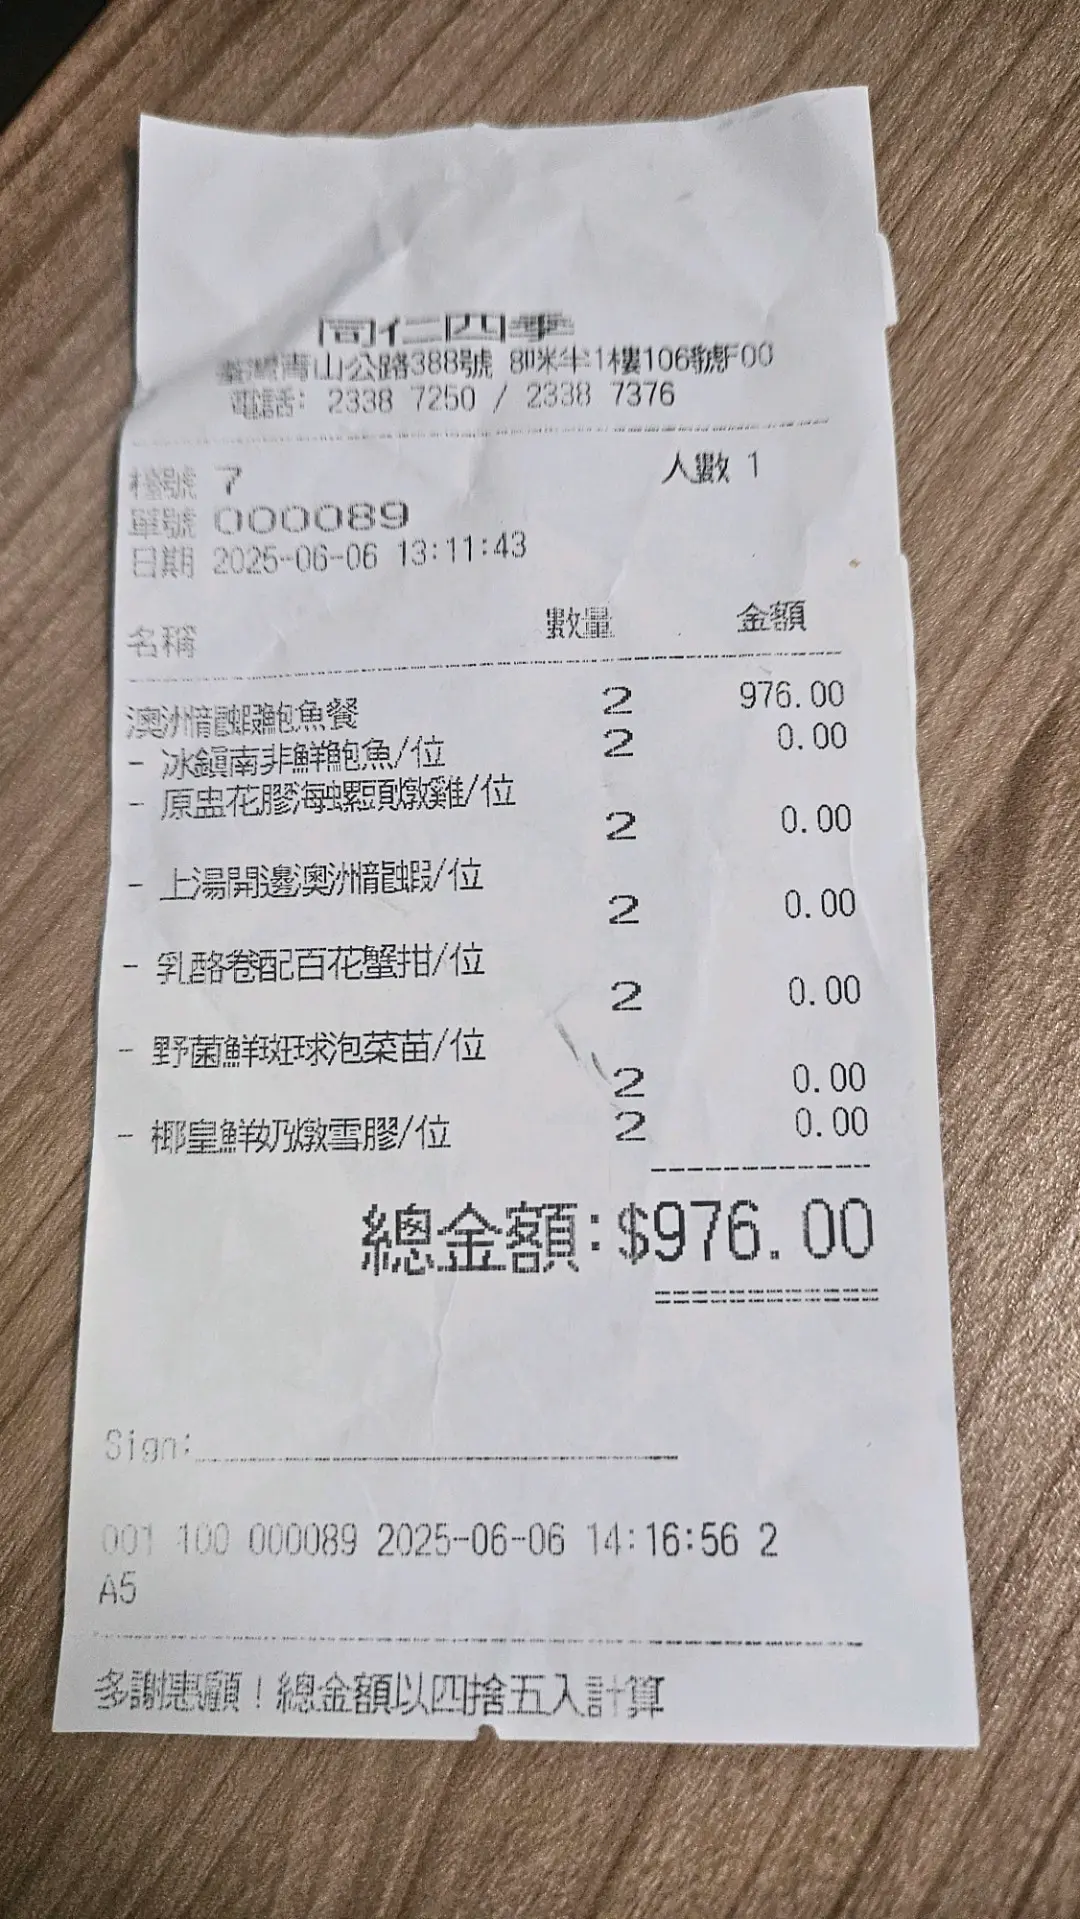 同仁四季
青山公路388號 1樓106號F00
電話: 2338 7250 / 2338 7376
檯號 7 人數 1
單號 000089
日期 2025-06-06 13:11:43
名稱 數量 金額
澳洲龍蝦鮑魚餐 2 976.00
- 冰鎮南非鮮鮑魚/位 2 0.00
- 原盅花膠海螺頭燉雞/位 2 0.00
- 上湯開邊澳洲龍蝦/位 2 0.00
- 乳酪卷配百花蟹拑/位 2 0.00
- 野菌鮮斑球泡菜苗/位 2 0.00
- 椰皇鮮奶燉雪膠/位 2 0.00
總金額:$976.00
Sign:
001 100 000089 2025-06-06 14:16:56 2
A5
多謝惠顧!總金額以四捨五入計算